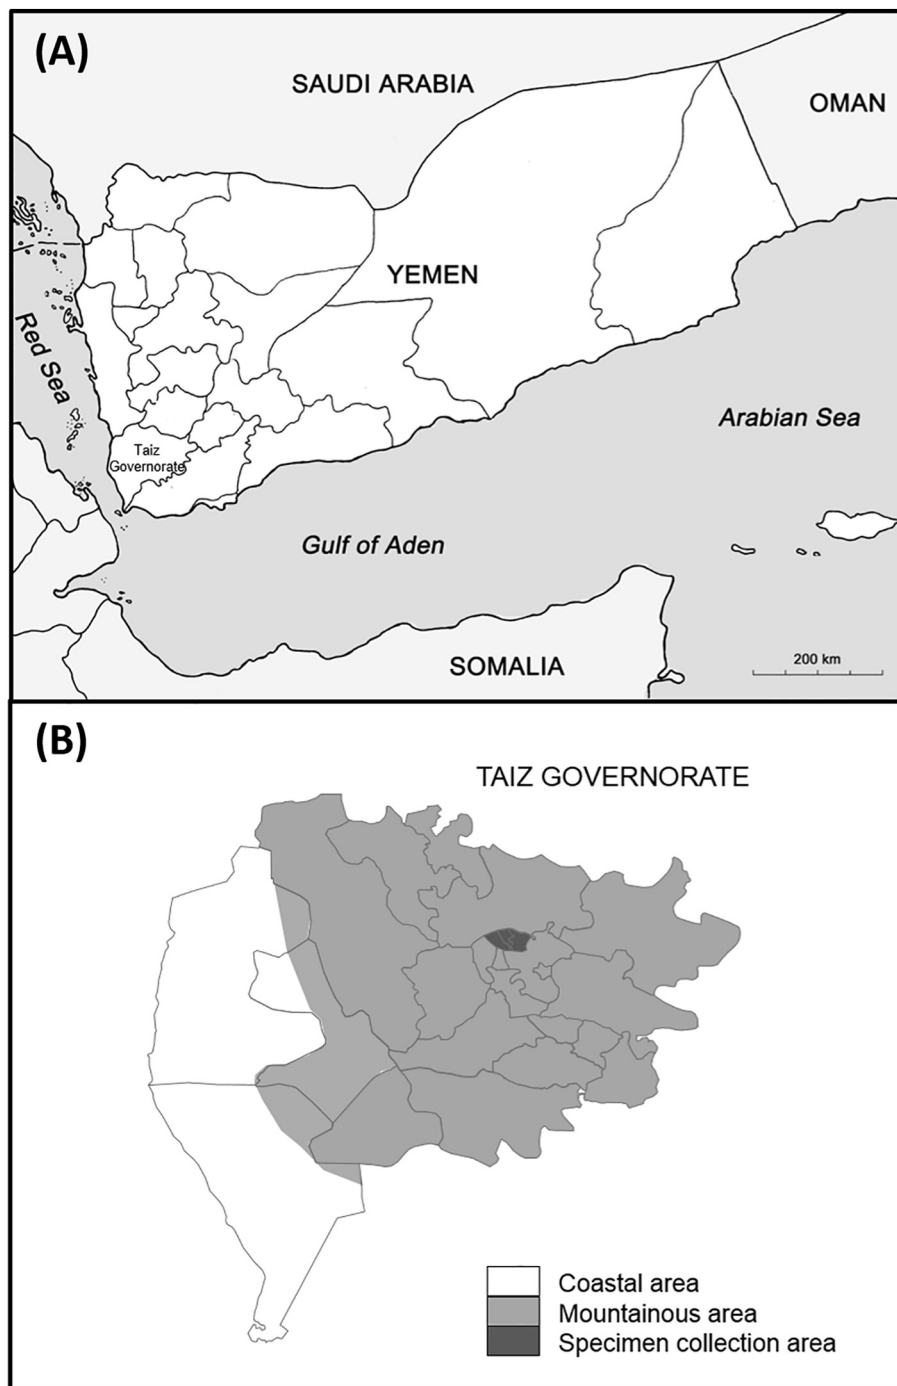 (A)
SAUDI ARABIA
OMAN
YEMEN
Red Sea
Arabian Sea
Taiz
Governorate
Gulf of Aden
SOMALIA
200 km
(B)
TAIZ GOVERNORATE
Coastal area
Mountainous area
Specimen collection area